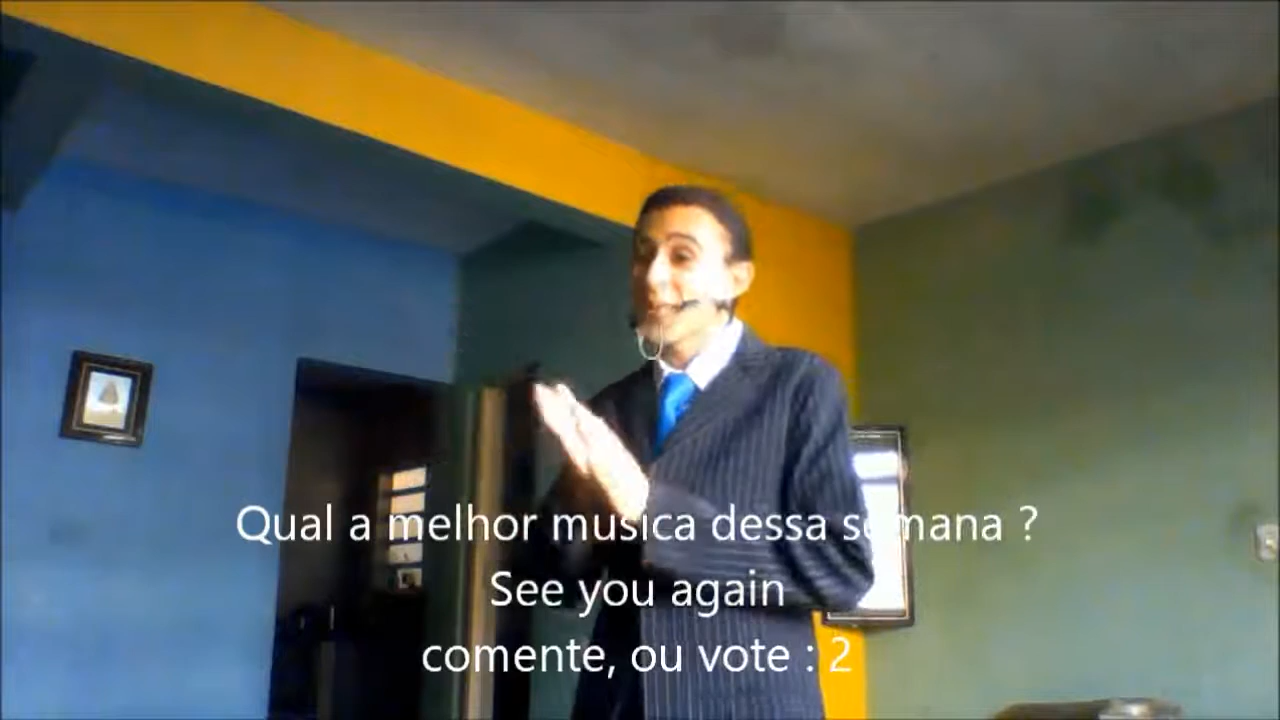 Qual a melhor musica dessa semana ?
See you again
comente, ou vote : 2